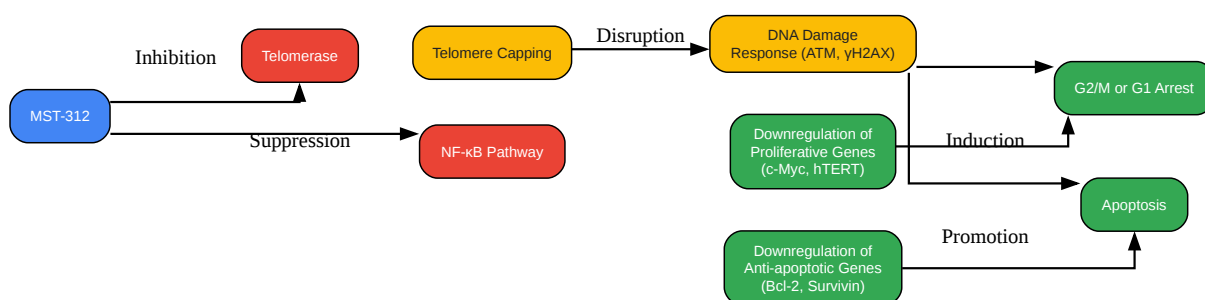 Inhibition
Telomerase
MST-312
Suppression
NF-κB Pathway
Telomere Capping
Disruption
DNA Damage
Response (ATM, γH2AX)
G2/M or G1 Arrest
Downregulation of
Proliferative Genes
(c-Myc, hTERT)
Induction
Apoptosis
Downregulation of
Anti-apoptotic Genes
(Bcl-2, Survivin)
Promotion